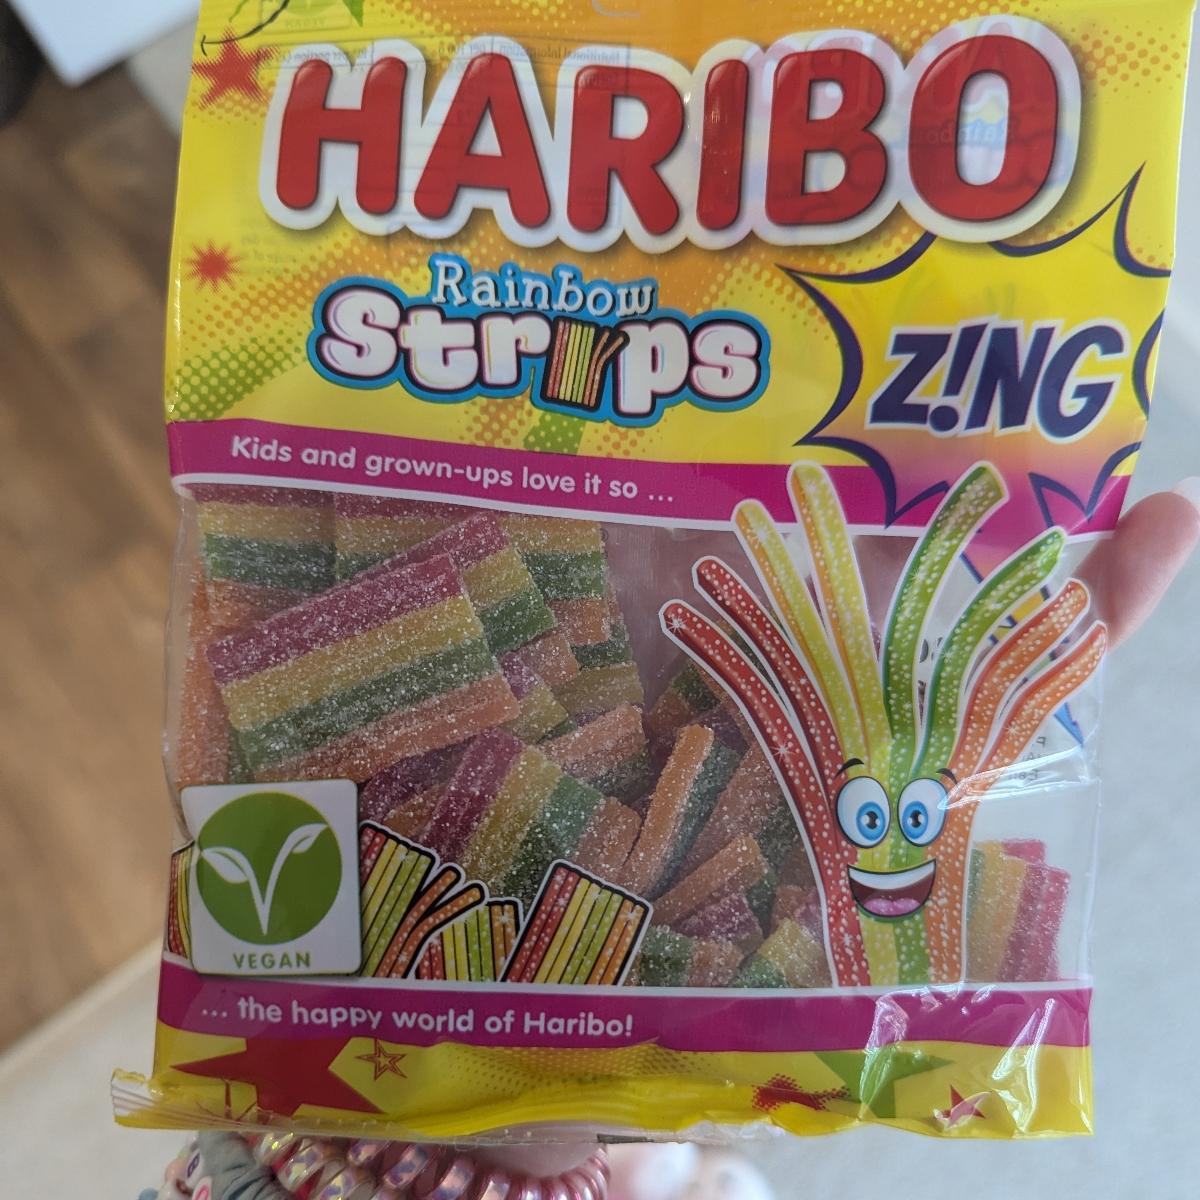 HARIBO
Rainbow
Strips
Z!NG
Kids and grown-ups love it so ...
VEGAN
... the happy world of Haribo!